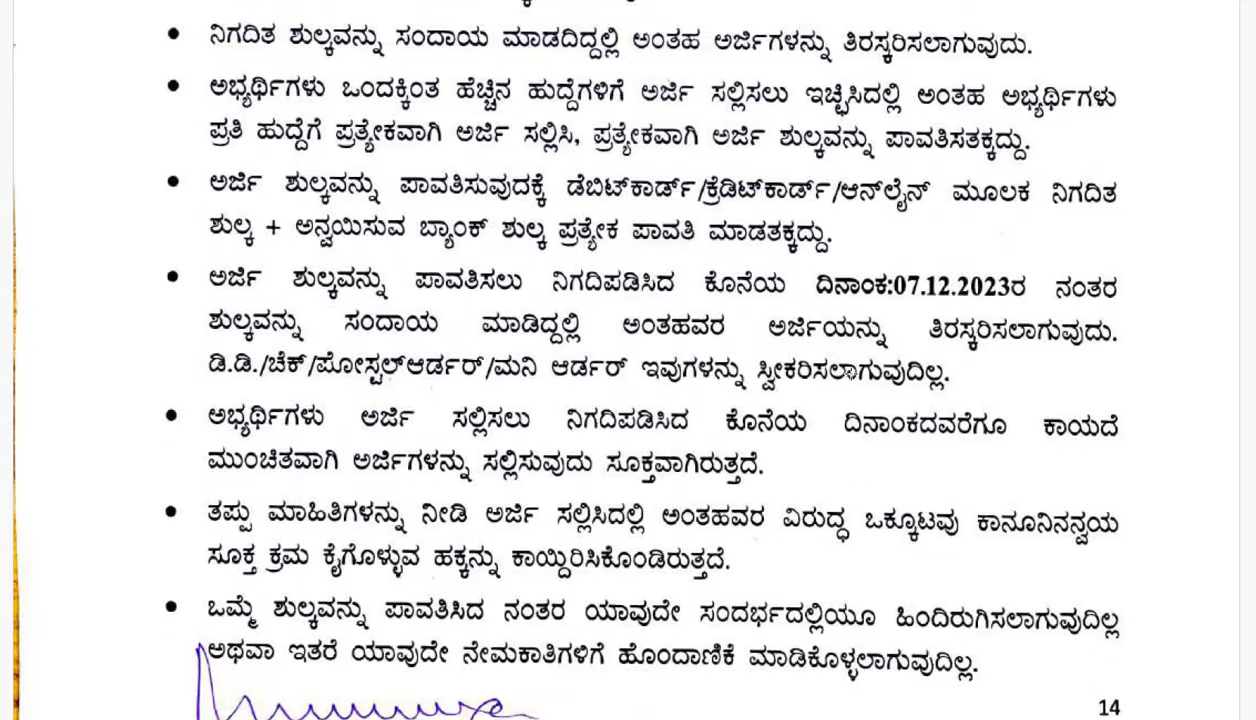 ನಿಗದಿತ ಶುಲ್ಕವನ್ನು ಸಂದಾಯ ಮಾಡದಿದ್ದಲ್ಲಿ ಅಂತಹ ಅರ್ಜಿಗಳನ್ನು ತಿರಸ್ಕರಿಸಲಾಗುವುದು.
ಅಭ್ಯರ್ಥಿಗಳು ಒಂದಕ್ಕಿಂತ ಹೆಚ್ಚಿನ ಹುದ್ದೆಗಳಿಗೆ ಅರ್ಜಿ ಸಲ್ಲಿಸಲು ಇಚ್ಛಿಸಿದಲ್ಲಿ ಅಂತಹ ಅಭ್ಯರ್ಥಿಗಳು
ಪ್ರತಿ ಹುದ್ದೆಗೆ ಪ್ರತ್ಯೇಕವಾಗಿ ಅರ್ಜಿ ಸಲ್ಲಿಸಿ, ಪ್ರತ್ಯೇಕವಾಗಿ ಅರ್ಜಿ ಶುಲ್ಕವನ್ನು ಪಾವತಿಸತಕ್ಕದ್ದು.
ಅರ್ಜಿ ಶುಲ್ಕವನ್ನು ಪಾವತಿಸುವುದಕ್ಕೆ ಡೆಬಿಟ್‌ಕಾರ್ಡ್/ಕ್ರೆಡಿಟ್‌ಕಾರ್ಡ್/ಆನ್‌ಲೈನ್ ಮೂಲಕ ನಿಗದಿತ
ಶುಲ್ಕ + ಅನ್ವಯಿಸುವ ಬ್ಯಾಂಕ್ ಶುಲ್ಕ ಪ್ರತ್ಯೇಕ ಪಾವತಿ ಮಾಡತಕ್ಕದ್ದು.
ಅರ್ಜಿ ಶುಲ್ಕವನ್ನು ಪಾವತಿಸಲು ನಿಗದಿಪಡಿಸಿದ ಕೊನೆಯ ದಿನಾಂಕ:07.12.2023ರ ನಂತರ
ಶುಲ್ಕವನ್ನು ಸಂದಾಯ ಮಾಡಿದ್ದಲ್ಲಿ ಅಂತಹವರ ಅರ್ಜಿಯನ್ನು ತಿರಸ್ಕರಿಸಲಾಗುವುದು.
ಡಿ.ಡಿ./ಚೆಕ್/ಪೋಸ್ಟಲ್‌ಆರ್ಡರ್/ಮನಿ ಆರ್ಡರ್ ಇವುಗಳನ್ನು ಸ್ವೀಕರಿಸಲಾಗುವುದಿಲ್ಲ.
ಅಭ್ಯರ್ಥಿಗಳು ಅರ್ಜಿ ಸಲ್ಲಿಸಲು ನಿಗದಿಪಡಿಸಿದ ಕೊನೆಯ ದಿನಾಂಕದವರೆಗೂ ಕಾಯದೆ
ಮುಂಚಿತವಾಗಿ ಅರ್ಜಿಗಳನ್ನು ಸಲ್ಲಿಸುವುದು ಸೂಕ್ತವಾಗಿರುತ್ತದೆ.
ತಪ್ಪು ಮಾಹಿತಿಗಳನ್ನು ನೀಡಿ ಅರ್ಜಿ ಸಲ್ಲಿಸಿದಲ್ಲಿ ಅಂತಹವರ ವಿರುದ್ಧ ಒಕ್ಕೂಟವು ಕಾನೂನಿನನ್ವಯ
ಸೂಕ್ತ ಕ್ರಮ ಕೈಗೊಳ್ಳುವ ಹಕ್ಕನ್ನು ಕಾಯ್ದಿರಿಸಿಕೊಂಡಿರುತ್ತದೆ.
ಒಮ್ಮೆ ಶುಲ್ಕವನ್ನು ಪಾವತಿಸಿದ ನಂತರ ಯಾವುದೇ ಸಂದರ್ಭದಲ್ಲಿಯೂ ಹಿಂದಿರುಗಿಸಲಾಗುವುದಿಲ್ಲ
ಅಥವಾ ಇತರೆ ಯಾವುದೇ ನೇಮಕಾತಿಗಳಿಗೆ ಹೊಂದಾಣಿಕೆ ಮಾಡಿಕೊಳ್ಳಲಾಗುವುದಿಲ್ಲ.
14